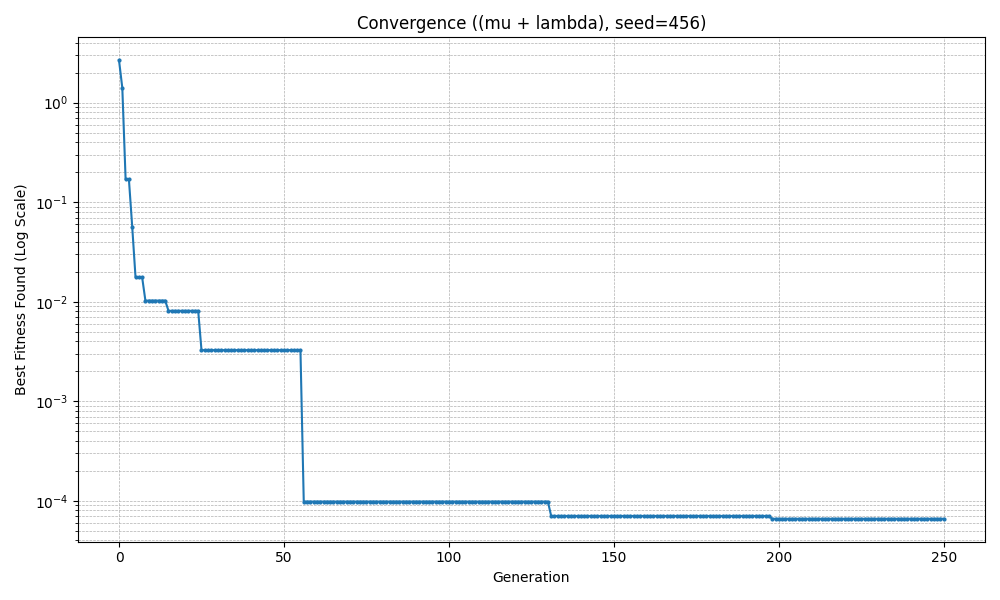 Convergence ((mu + lambda), seed=456)
Best Fitness Found (Log Scale)
10⁰
10⁻¹
10⁻²
10⁻³
10⁻⁴
0 50 100 150 200 250
Generation